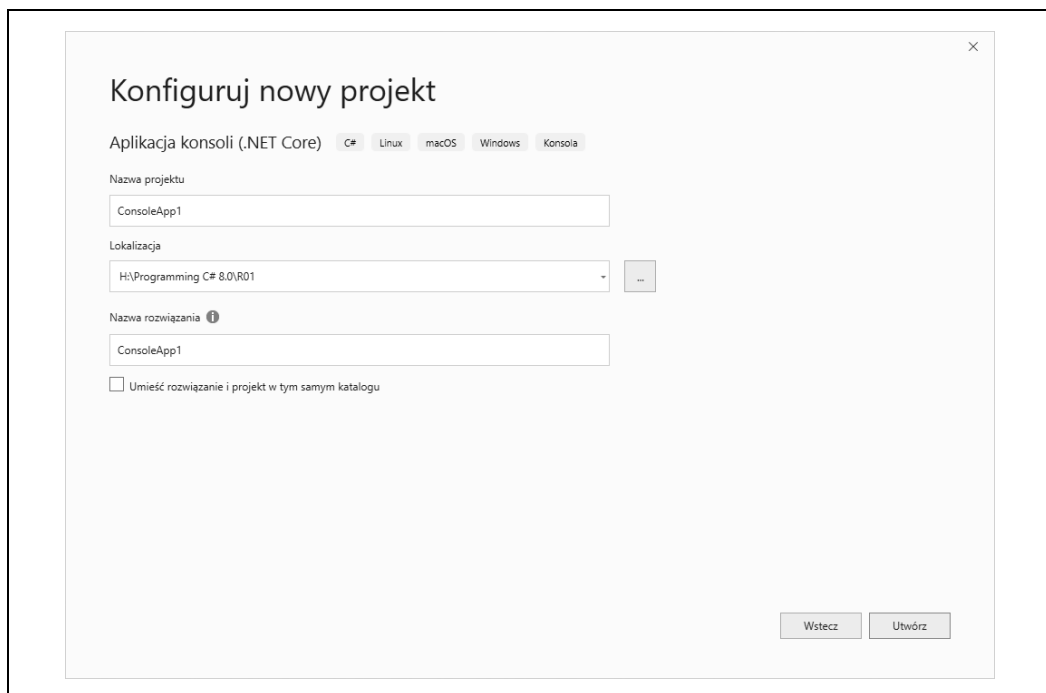 Konfiguruj nowy projekt
Aplikacja konsoli (.NET Core) C# Linux macOS Windows Konsola
Nazwa projektu
ConsoleApp1
Lokalizacja
H:\Programming C# 8.0\R01
...
Nazwa rozwiązania
ConsoleApp1
Umieść rozwiązanie i projekt w tym samym katalogu
Wstecz Utwórz